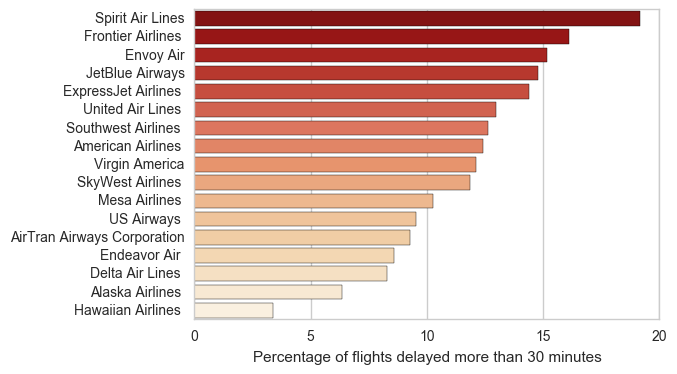 Spirit Air Lines
Frontier Airlines
Envoy Air
JetBlue Airways
ExpressJet Airlines
United Air Lines
Southwest Airlines
American Airlines
Virgin America
SkyWest Airlines
Mesa Airlines
US Airways
AirTran Airways Corporation
Endeavor Air
Delta Air Lines
Alaska Airlines
Hawaiian Airlines
0 5 10 15 20
Percentage of flights delayed more than 30 minutes